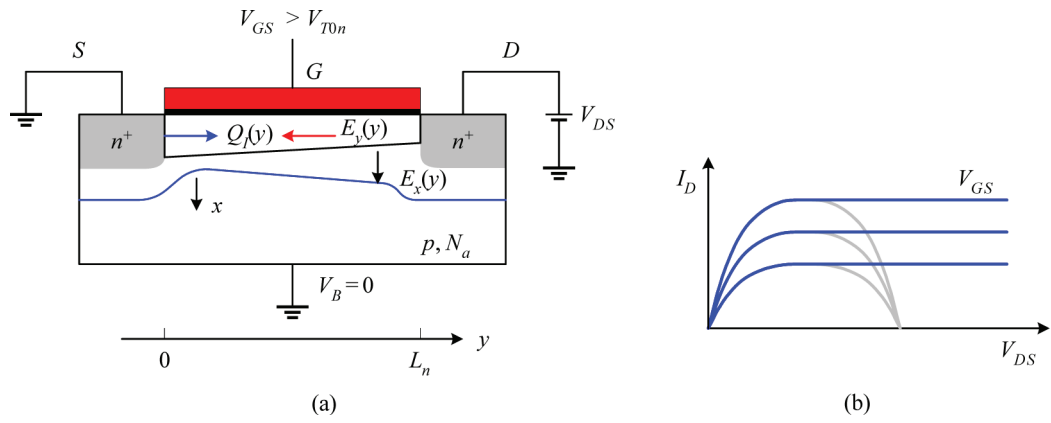 V_GS > V_T0n
S
G
D
n⁺
Q_I(y)
E_y(y)
n⁺
V_DS
E_x(y)
x
p, N_a
V_B = 0
0
L_n
y
(a)
I_D
V_GS
V_DS
(b)